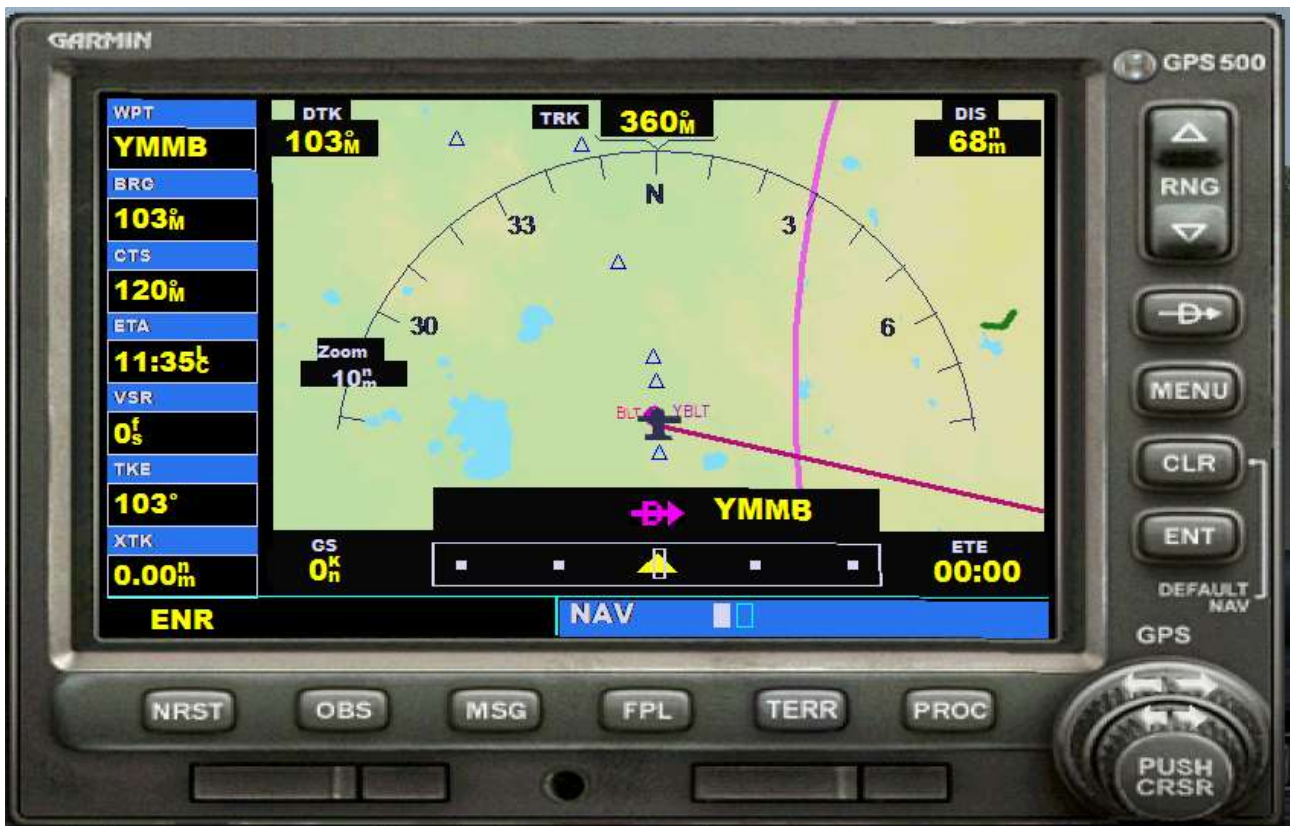 GARMIN
GPS 500
WPT
YMMB
BRG
103°M
CTS
120°M
ETA
11:35LC
VSR
0fs
TKE
103°
XTK
0.00nm
DTK
103°M
TRK
360°M
DIS
68nm
N
33
3
30
6
Zoom
10nm
BLT
YBLT
D
YMMB
GS
0Kn
ETE
00:00
ENR
NAV
RNG
D
MENU
CLR
ENT
DEFAULT
NAV
GPS
NRST
OBS
MSG
FPL
TERR
PROC
PUSH
CRSR